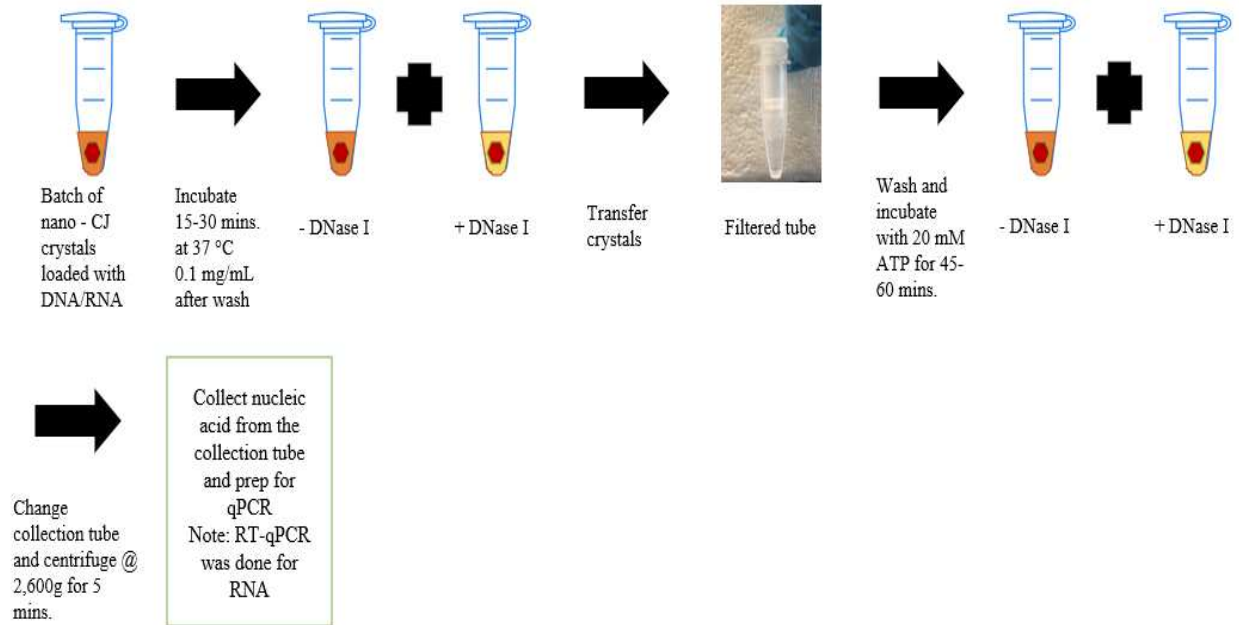 Batch of
nano - CJ
crystals
loaded with
DNA/RNA
Incubate
15-30 mins.
at 37 °C
0.1 mg/mL
after wash
- DNase I
+ DNase I
Transfer
crystals
Filtered tube
Wash and
incubate
with 20 mM
ATP for 45-
60 mins.
- DNase I
+ DNase I
Change
collection tube
and centrifuge @
2,600g for 5
mins.
Collect nucleic
acid from the
collection tube
and prep for
qPCR
Note: RT-qPCR
was done for
RNA